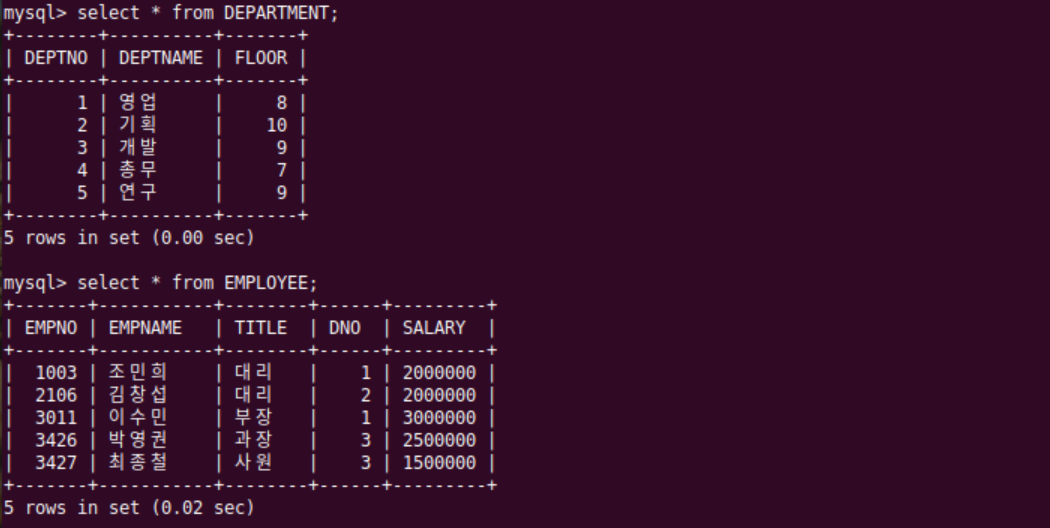 mysql> select * from DEPARTMENT;
+--------+----------+-------+
| DEPTNO | DEPTNAME | FLOOR |
+--------+----------+-------+
|      1 | 영업     |     8 |
|      2 | 기획     |    10 |
|      3 | 개발     |     9 |
|      4 | 총무     |     7 |
|      5 | 연구     |     9 |
+--------+----------+-------+
5 rows in set (0.00 sec)
mysql> select * from EMPLOYEE;
+-------+-----------+--------+------+---------+
| EMPNO | EMPNAME   | TITLE  | DNO  | SALARY  |
+-------+-----------+--------+------+---------+
|  1003 | 조민희    | 대리   |    1 | 2000000 |
|  2106 | 김창섭    | 대리   |    2 | 2000000 |
|  3011 | 이수민    | 부장   |    1 | 3000000 |
|  3426 | 박영권    | 과장   |    3 | 2500000 |
|  3427 | 최종철    | 사원   |    3 | 1500000 |
+-------+-----------+--------+------+---------+
5 rows in set (0.02 sec)